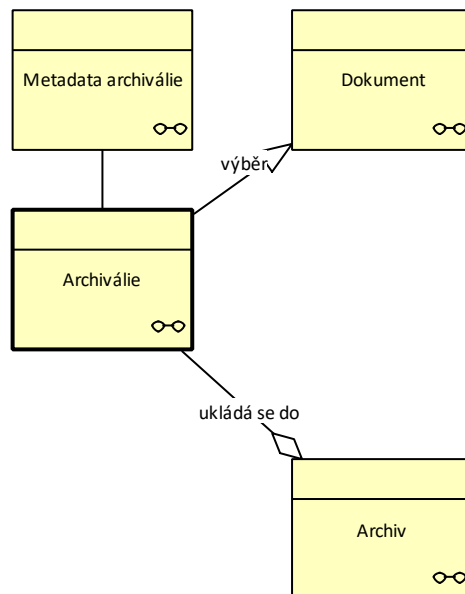 Metadata archiválie
Dokument
výběr
Archiválie
ukládá se do
Archiv